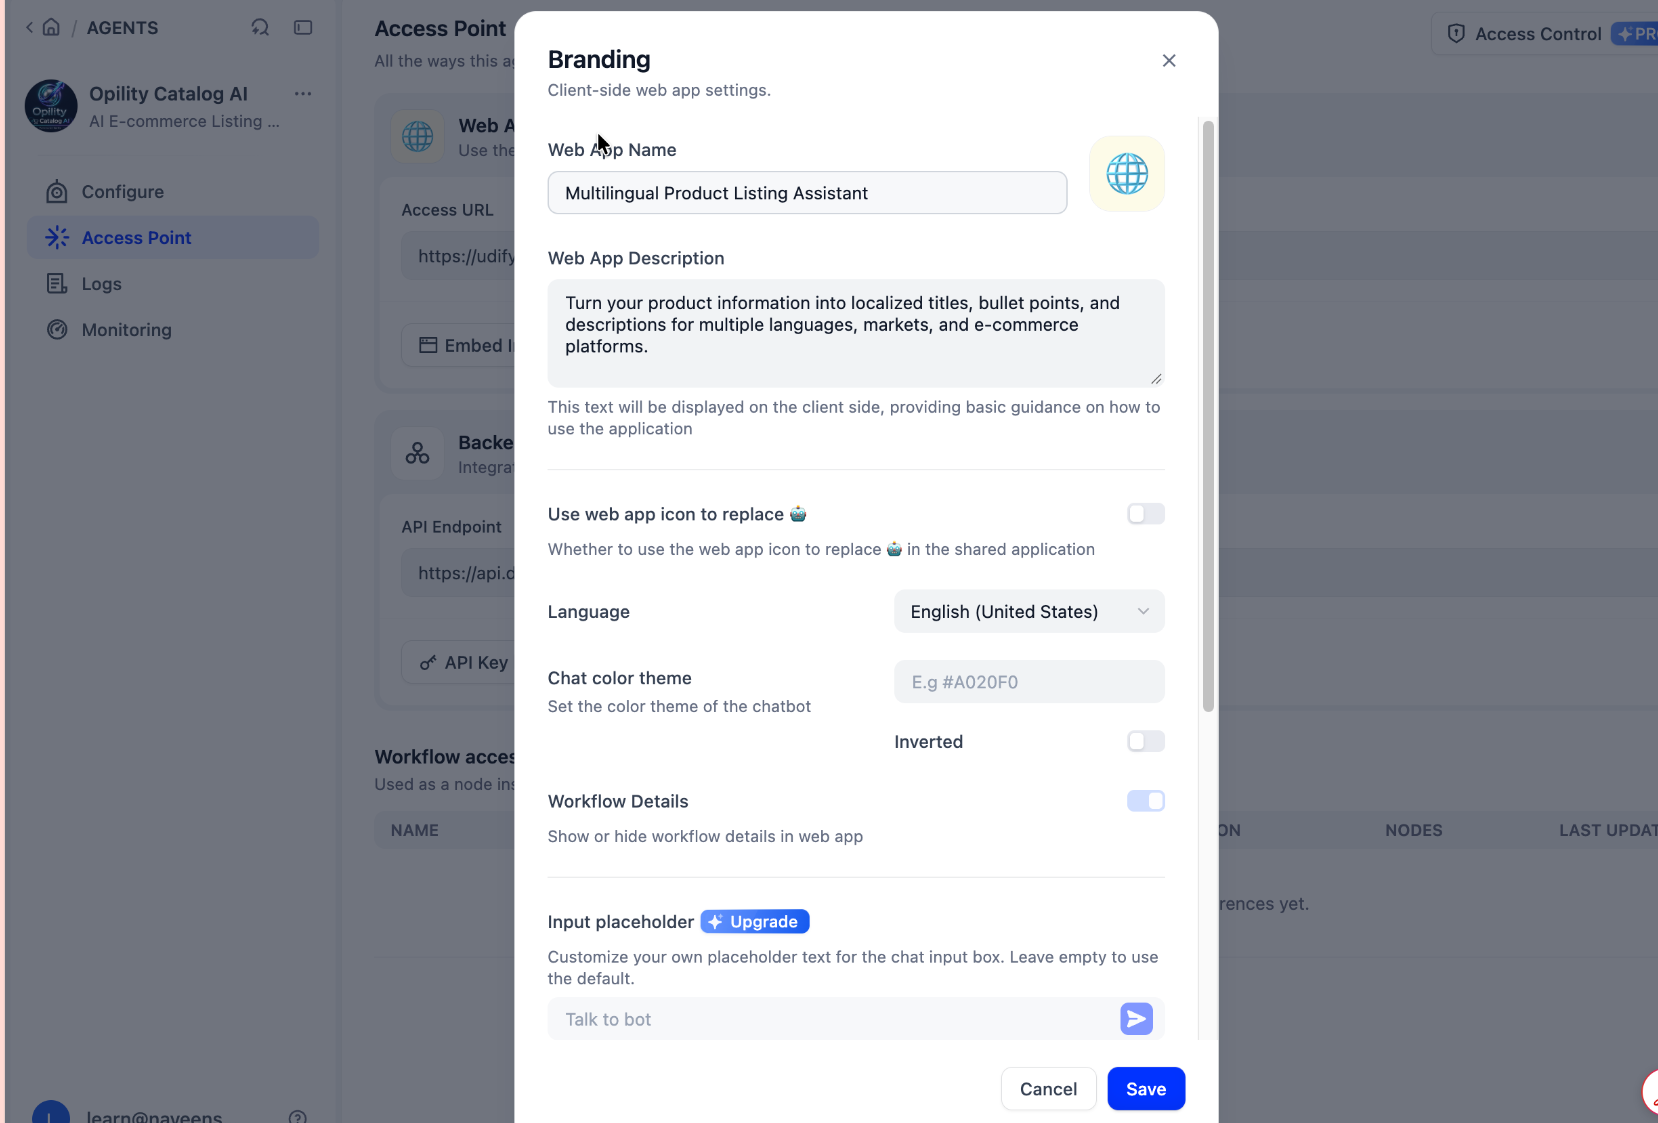 AGENTS
Opility Catalog AI
AI E-commerce Listing ...
Configure
Access Point
Logs
Monitoring
learn@naveens
Access Point
All the ways this
Access Control
Web
Use the
Access URL
https://udify
Embed
API Endpoint
https://api.d
API Key
Workflow
Used as a node
NAME
NODES
LAST
yet.
Branding
Client-side web app settings.
Web App Name
Multilingual Product Listing Assistant
Web App Description
Turn your product information into localized titles, bullet points, and
descriptions for multiple languages, markets, and e-commerce
platforms.
This text will be displayed on the client side, providing basic guidance on how to
use the application
Use web app icon to replace
Whether to use the web app icon to replace in the shared application
Language
English (United States)
Chat color theme
Set the color theme of the chatbot
E.g #A020F0
Inverted
Workflow Details
Show or hide workflow details in web app
Input placeholder Upgrade
Customize your own placeholder text for the chat input box. Leave empty to use
the default.
Talk to bot
Cancel
Save